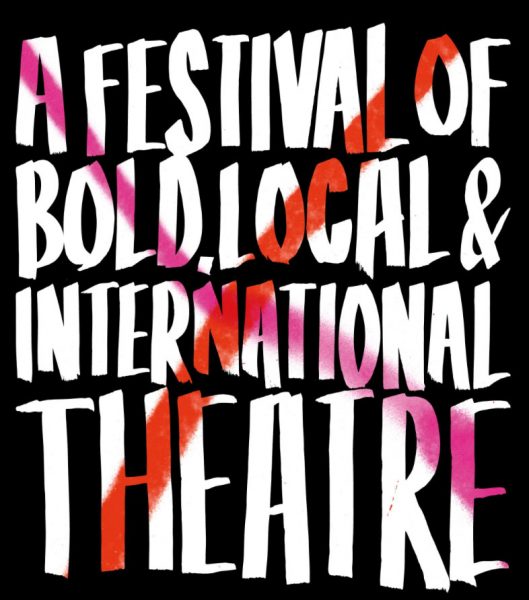 A FESTIVAL OF
BOLD, LOCAL &
INTERNATIONAL
THEATRE